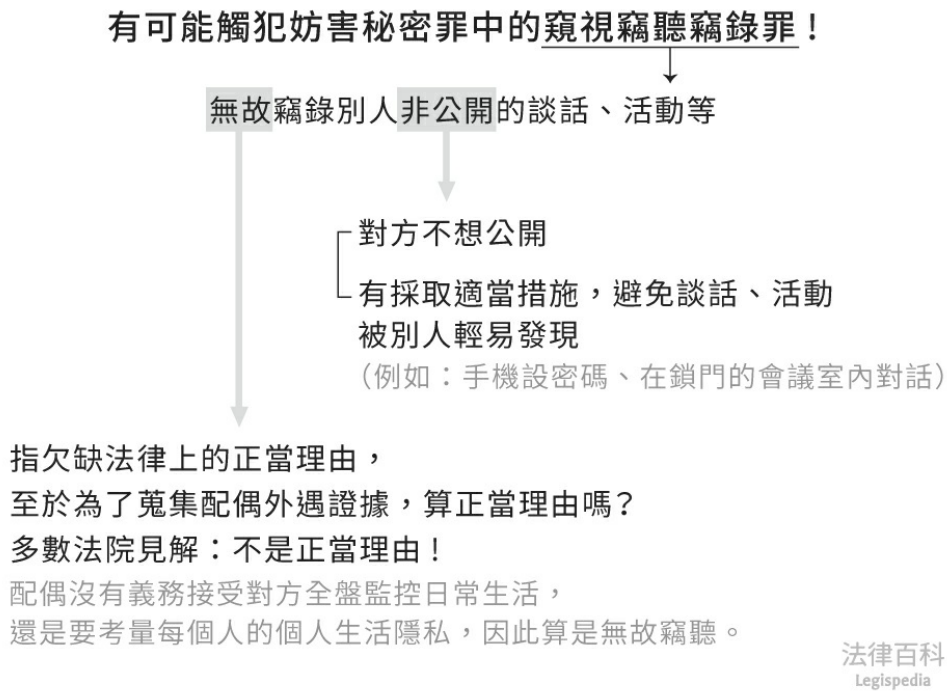 有可能觸犯妨害秘密罪中的窺視竊聽竊錄罪！
無故竊錄別人非公開的談話、活動等
對方不想公開
有採取適當措施，避免談話、活動
被別人輕易發現
（例如：手機設密碼、在鎖門的會議室內對話）
指欠缺法律上的正當理由，
至於為了蒐集配偶外遇證據，算正當理由嗎？
多數法院見解：不是正當理由！
配偶沒有義務接受對方全盤監控日常生活，
還是要考量每個人的個人生活隱私，因此算是無故竊聽。
法律百科
Legispedia